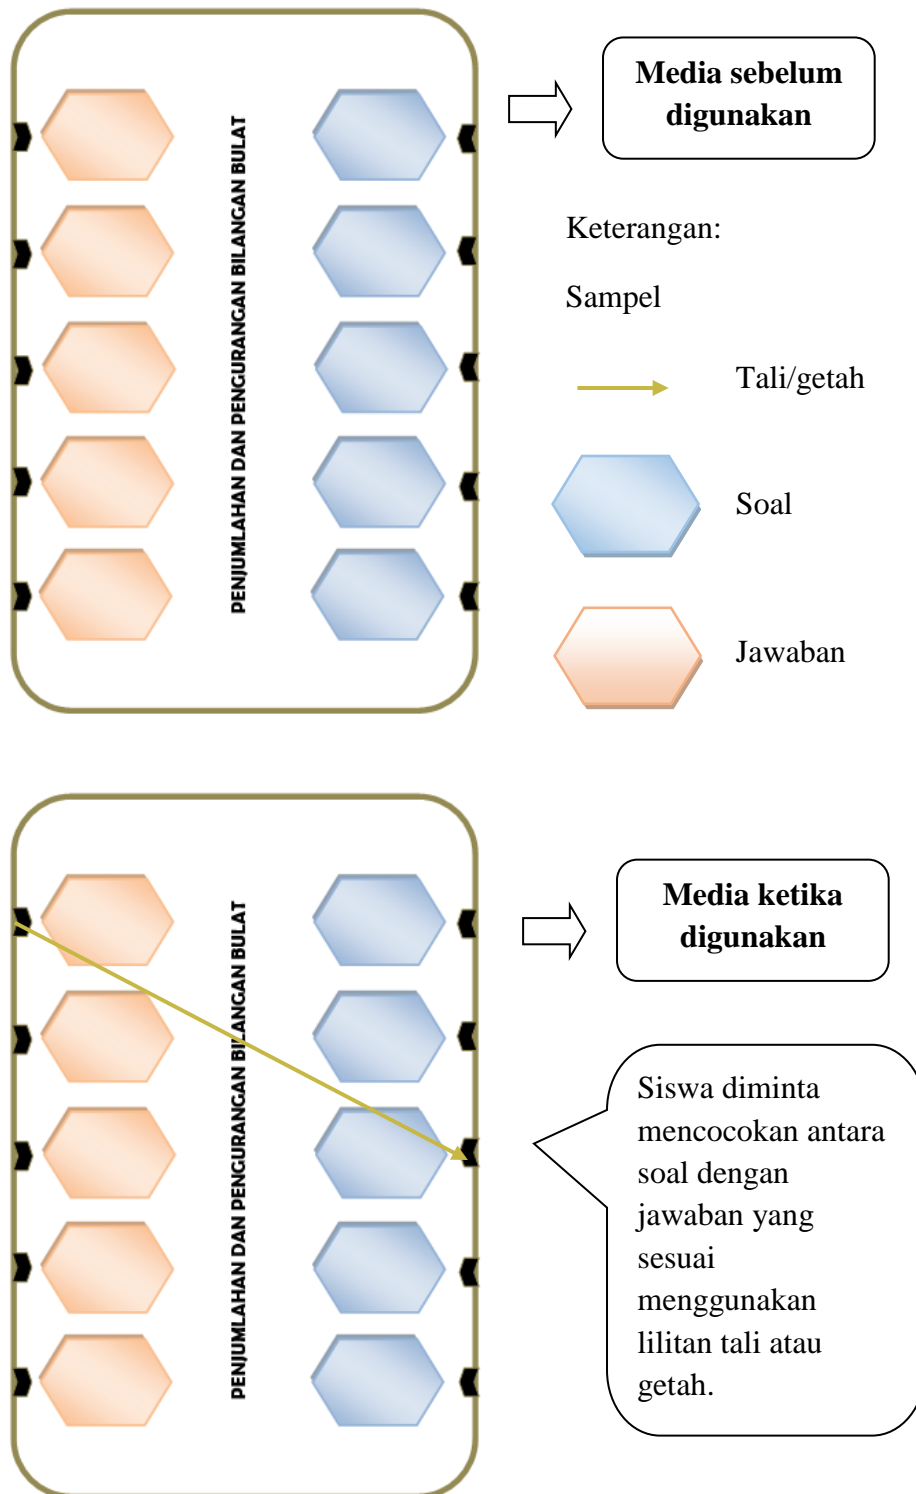 PENJUMLAHAN DAN PENGURANGAN BILANGAN BULAT
Media sebelum
digunakan
Keterangan:
Sampel
Tali/getah
Soal
Jawaban
PENJUMLAHAN DAN PENGURANGAN BILANGAN BULAT
Media ketika
digunakan
Siswa diminta
mencocokan antara
soal dengan
jawaban yang
sesuai
menggunakan
lilitan tali atau
getah.